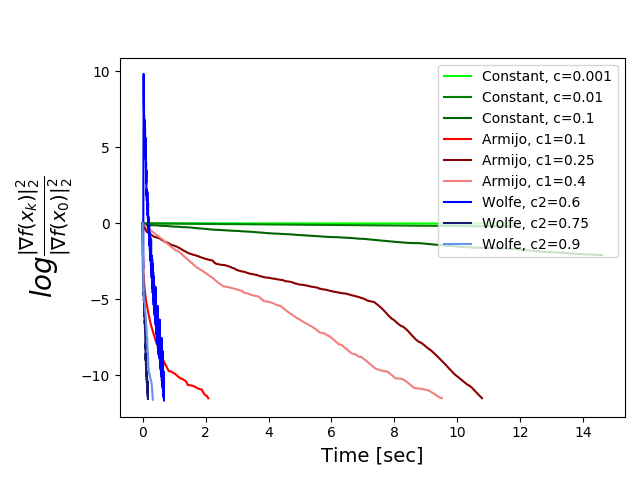 10
5
0
−5
−10
0
2
4
6
8
10
12
14
Time [sec]
log |∇f(x_k)|_2^2 / |∇f(x_0)|_2^2
Constant, c=0.001
Constant, c=0.01
Constant, c=0.1
Armijo, c1=0.1
Armijo, c1=0.25
Armijo, c1=0.4
Wolfe, c2=0.6
Wolfe, c2=0.75
Wolfe, c2=0.9